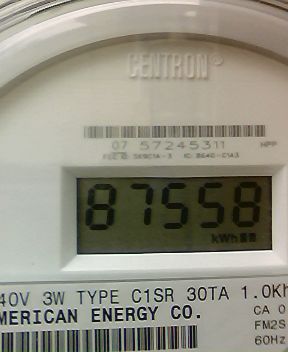 CENTRON®
07 57245311 HPP
87558
kWh
40V 3W TYPE C1SR 30TA 1.0Kh
MERICAN ENERGY CO.
CA 0
FM2S
60Hz